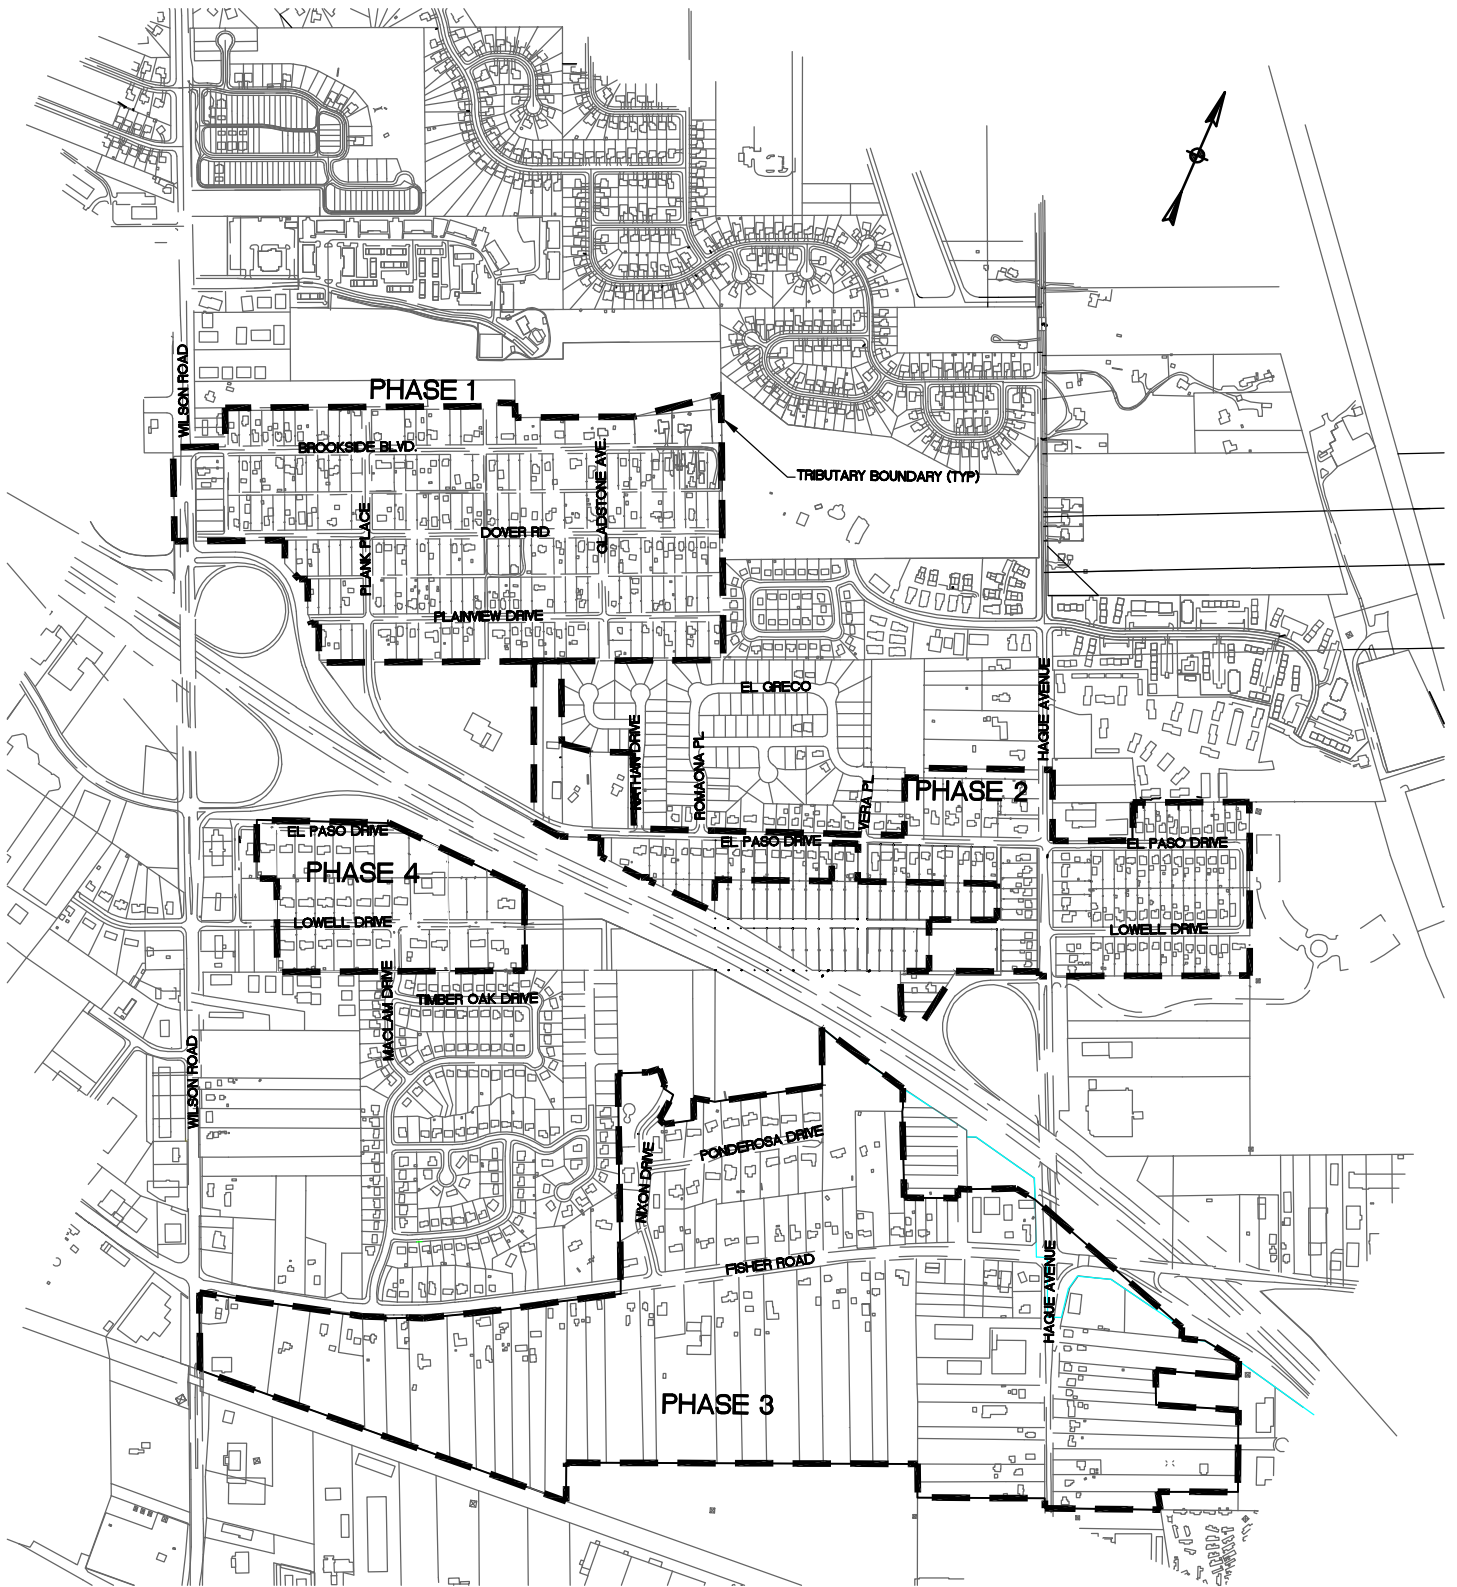 WILSON ROAD
PHASE 1
BROOKSIDE BLVD.
GLADSTONE AVE.
TRIBUTARY BOUNDARY (TYP)
PLANK PLACE
DOVER RD
PLAINVIEW DRIVE
EL GRECO
HAGUE AVENUE
NATHAN DRIVE
ROMAONA PL
VERA PL
PHASE 2
EL PASO DRIVE
EL PASO DRIVE
EL PASO DRIVE
PHASE 4
LOWELL DRIVE
LOWELL DRIVE
MACLAM DRIVE
TIMBER OAK DRIVE
WILSON ROAD
NIXON DRIVE
PONDEROSA DRIVE
FISHER ROAD
HAGUE AVENUE
PHASE 3